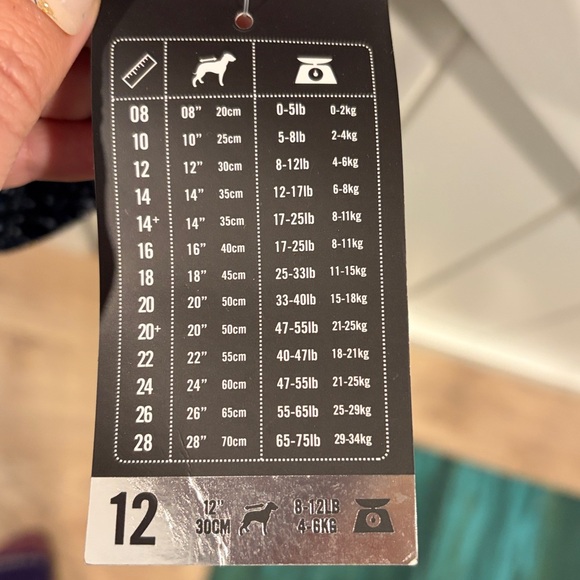 08 08” 20cm 0-5lb 0-2kg
10 10” 25cm 5-8lb 2-4kg
12 12” 30cm 8-12lb 4-6kg
14 14” 35cm 12-17lb 6-8kg
14+ 14” 35cm 17-25lb 8-11kg
16 16” 40cm 17-25lb 8-11kg
18 18” 45cm 25-33lb 11-15kg
20 20” 50cm 33-40lb 15-18kg
20+ 20” 50cm 47-55lb 21-25kg
22 22” 55cm 40-47lb 18-21kg
24 24” 60cm 47-55lb 21-25kg
26 26” 65cm 55-65lb 25-29kg
28 28” 70cm 65-75lb 29-34kg
12
12” 8-12LB
30CM 4-6KG